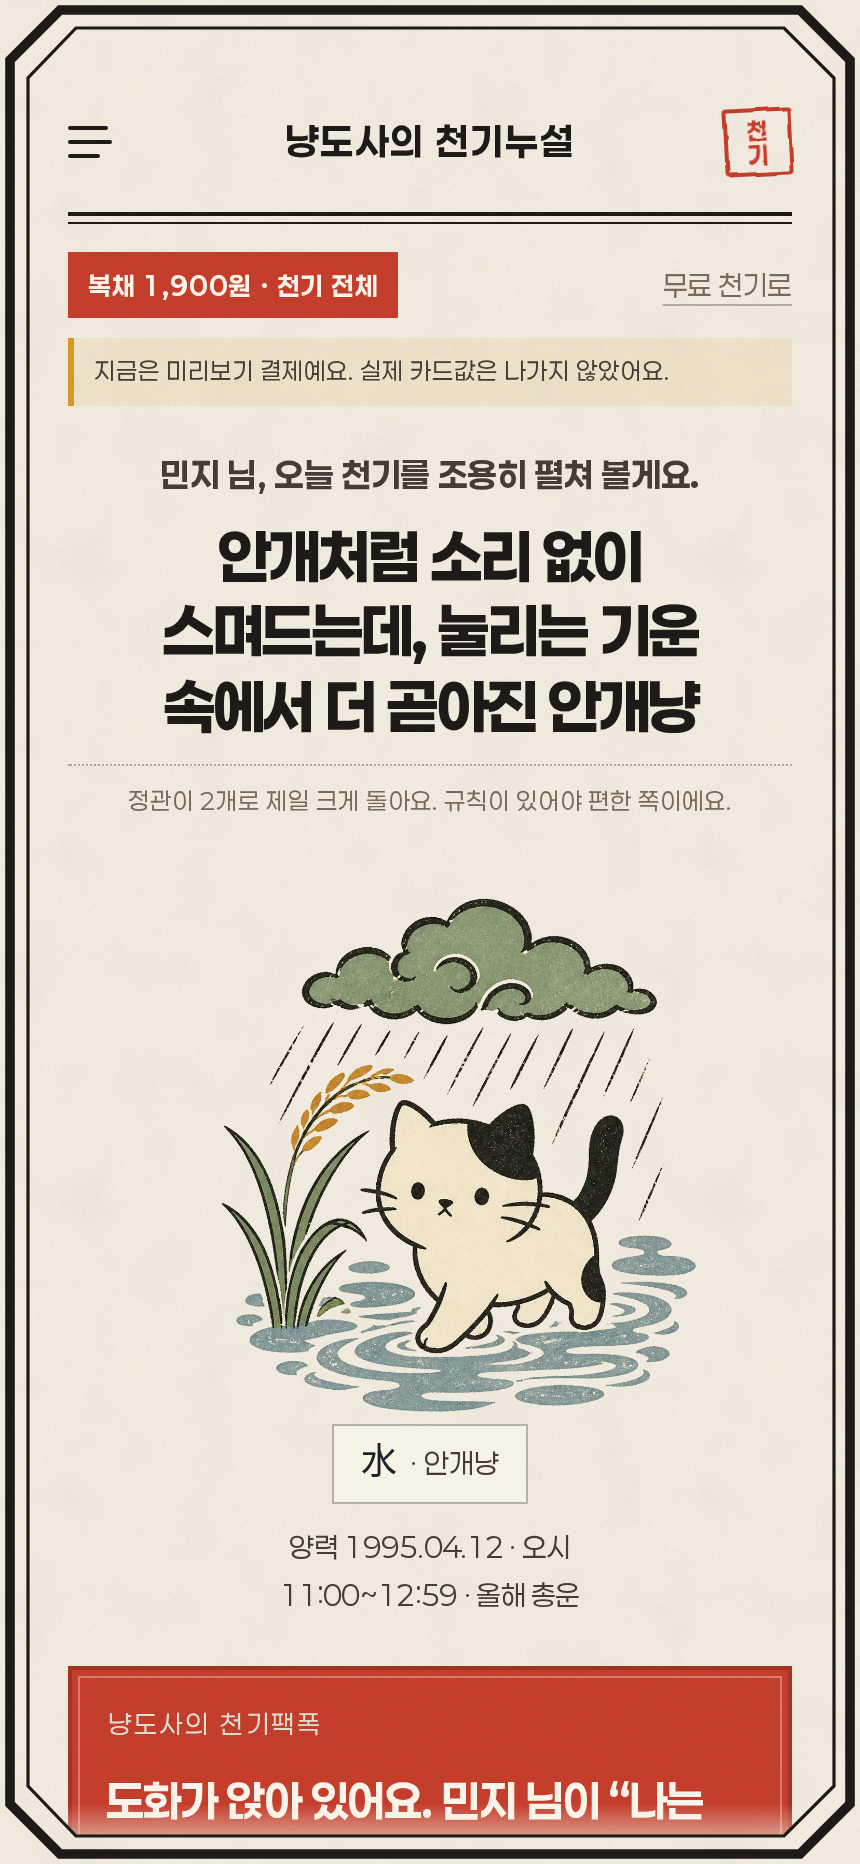 냥도사의 천기누설
천
기
복채 1,900원 · 천기 전체
무료 천기로
지금은 미리보기 결제예요. 실제 카드값은 나가지 않았어요.
민지 님, 오늘 천기를 조용히 펼쳐 볼게요.
안개처럼 소리 없이
스며드는데, 눌리는 기운
속에서 더 곧아진 안개냥
정관이 2개로 제일 크게 돌아요. 규칙이 있어야 편한 쪽이에요.
水 · 안개냥
양력 1995.04.12 · 오시
11:00~12:59 · 올해 총운
냥도사의 천기팩폭
도화가 앉아 있어요. 민지 님이 “나는